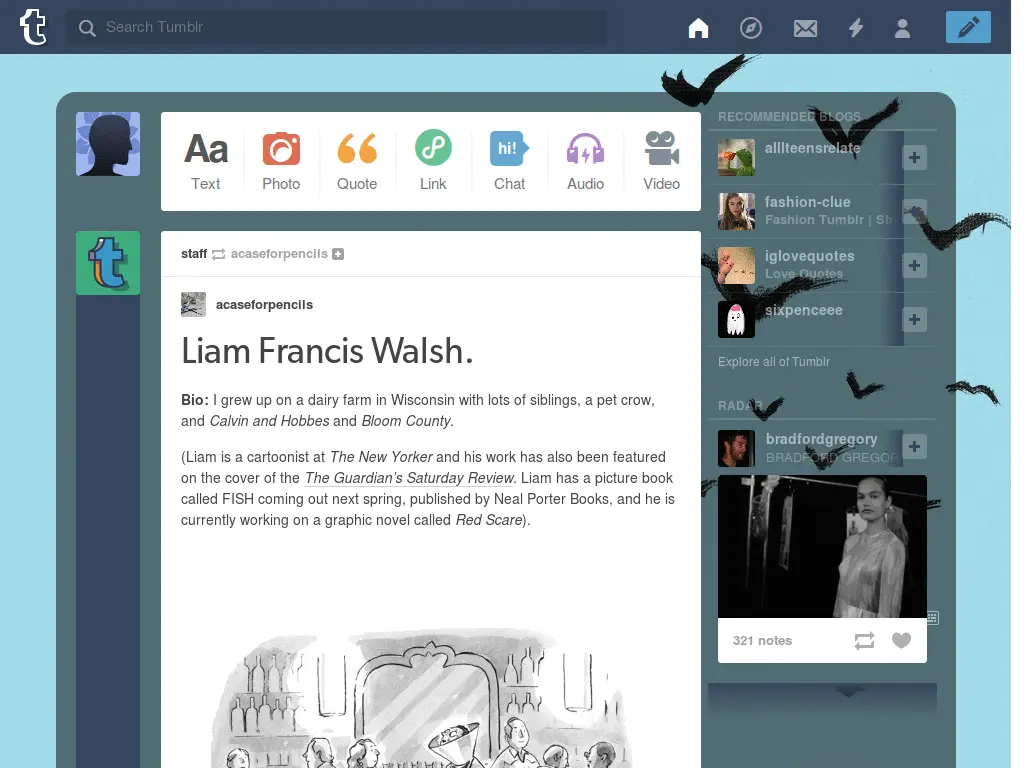 Search Tumblr
Aa
hi!
Text Photo Quote Link Chat Audio Video
staff acaseforpencils
acaseforpencils
Liam Francis Walsh.
Bio: I grew up on a dairy farm in Wisconsin with lots of siblings, a pet crow,
and Calvin and Hobbes and Bloom County.
(Liam is a cartoonist at The New Yorker and his work has also been featured
on the cover of the The Guardian’s Saturday Review. Liam has a picture book
called FISH coming out next spring, published by Neal Porter Books, and he is
currently working on a graphic novel called Red Scare).
RECOMMENDED BLOGS
alllteensrelate
fashion-clue
Fashion Tumblr |
iglovequotes
Love Quotes
sixpenceee
Explore all of Tumblr
RADAR
bradfordgregory
BRADFORD GREGOR
321 notes